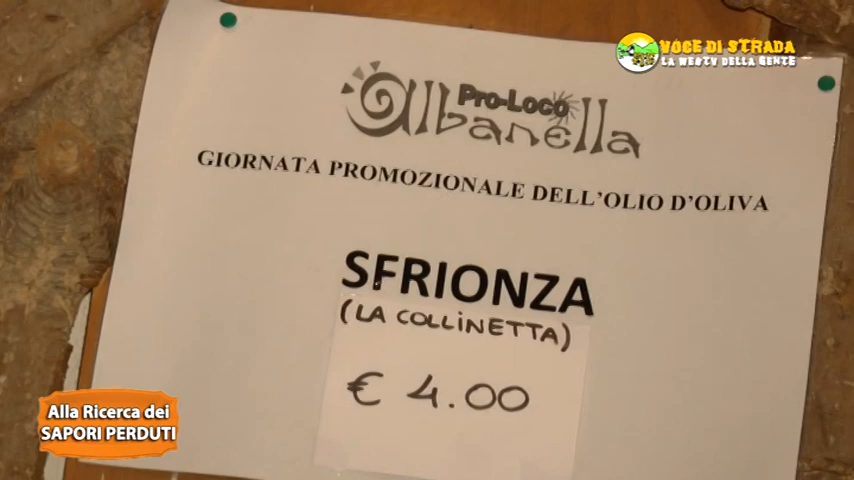 VOCE DI STRADA
LA WEBTV DELLA GENTE
Pro-Loco
albanella
GIORNATA PROMOZIONALE DELL'OLIO D'OLIVA
SFRIONZA
(LA COLLINETTA)
€ 4.00
Alla Ricerca dei
SAPORI PERDUTI